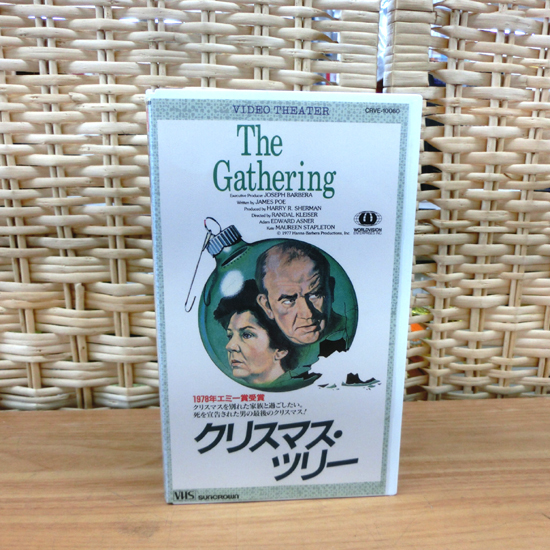 VIDEO THEATER
CRVE-10060
The
Gathering
Executive Producer JOSEPH BARBERA
Written by JAMES POE
Produced by HARRY R. SHERMAN
Directed by RANDAL KLEISER
Adam EDWARD ASNER
Kate MAUREEN STAPLETON
© 1977 Hanna-Barbera Productions, Inc.
WORLDVISION
ENTERPRISES INC.
1978年エミー賞受賞
クリスマスを別れた家族と過ごしたい。
死を宣告された男の最後のクリスマス!
クリスマス・
ツリー
VHS SUNCROWN